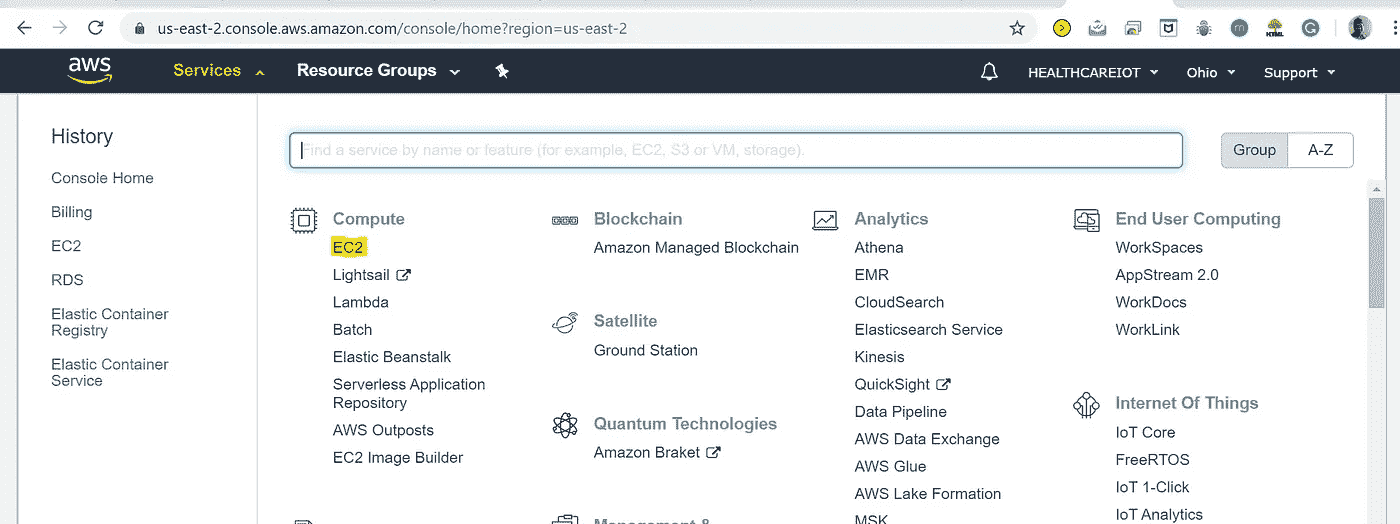 us-east-2.console.aws.amazon.com/console/home?region=us-east-2
HTML
m
G
aws
Services
Resource Groups
HEALTHCAREIOT
Ohio
Support
History
Console Home
Billing
EC2
RDS
Elastic Container
Registry
Elastic Container
Service
Find a service by name or feature (for example, EC2, S3 or VM, storage).
Group
A-Z
Compute
EC2
Lightsail
Lambda
Batch
Elastic Beanstalk
Serverless Application
Repository
AWS Outposts
EC2 Image Builder
Blockchain
Amazon Managed Blockchain
Satellite
Ground Station
Quantum Technologies
Amazon Braket
Management &
Analytics
Athena
EMR
CloudSearch
Elasticsearch Service
Kinesis
QuickSight
Data Pipeline
AWS Data Exchange
AWS Glue
AWS Lake Formation
MSK
End User Computing
WorkSpaces
AppStream 2.0
WorkDocs
WorkLink
Internet Of Things
IoT Core
FreeRTOS
IoT 1-Click
IoT Analytics